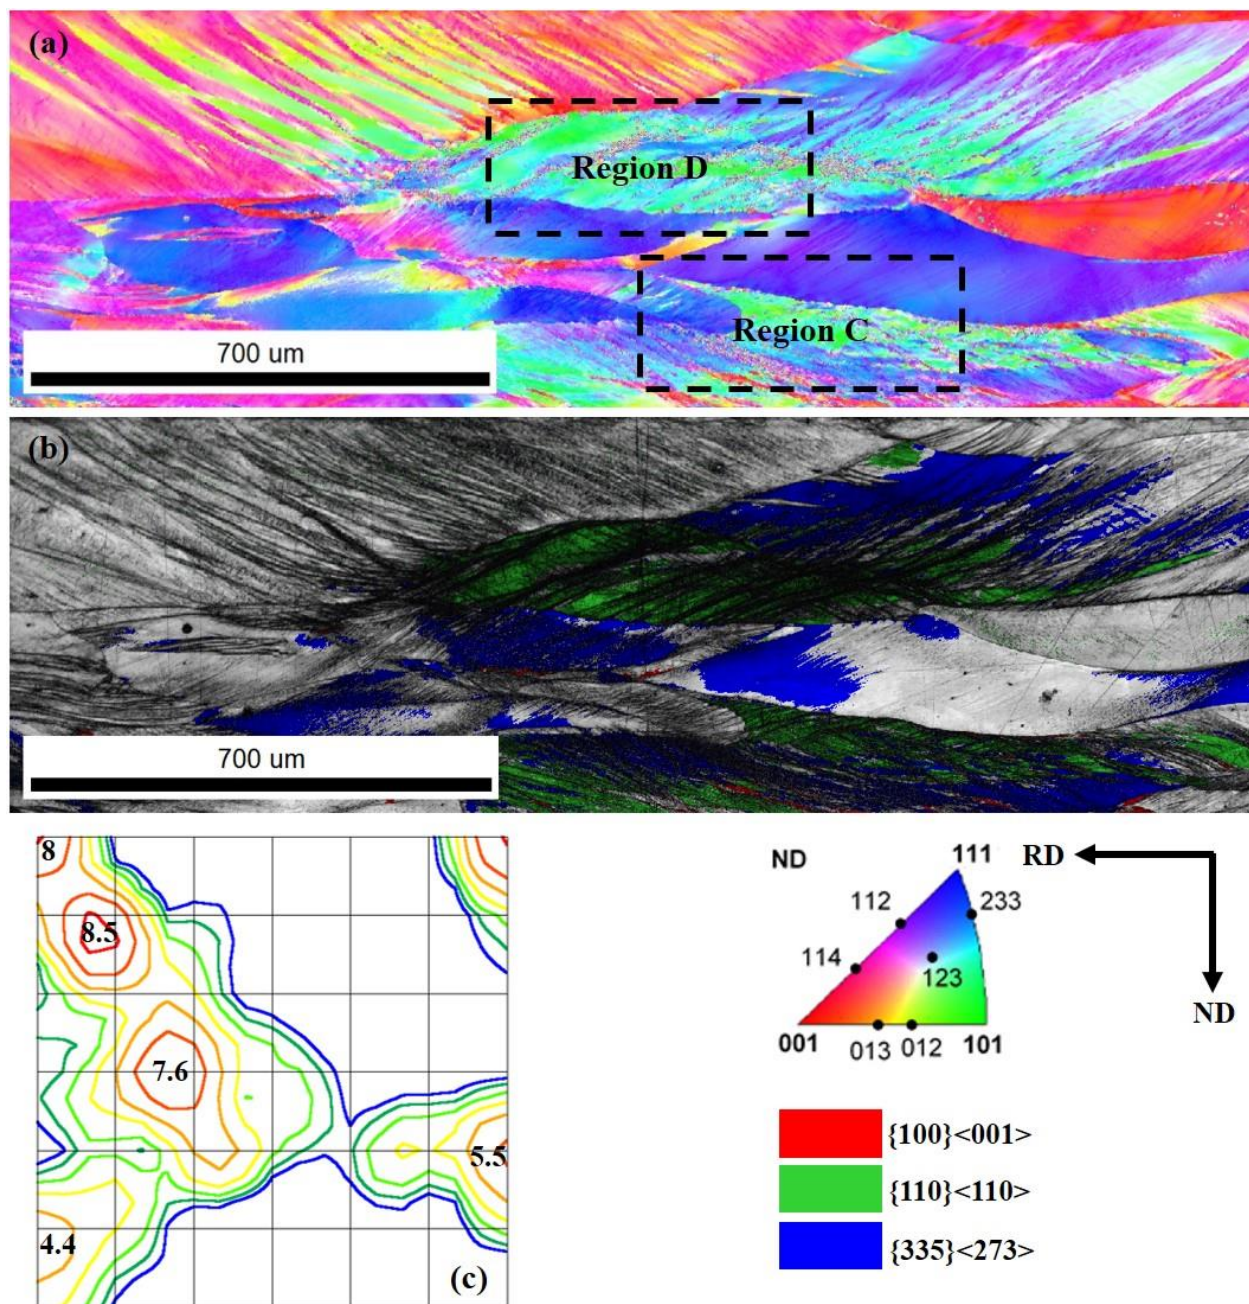 (a)
Region D
Region C
700 um
(b)
700 um
8
8.5
7.6
5.5
4.4
(c)
ND
111
RD
112
233
114
123
ND
001
013
012
101
{100}<001>
{110}<110>
{335}<273>